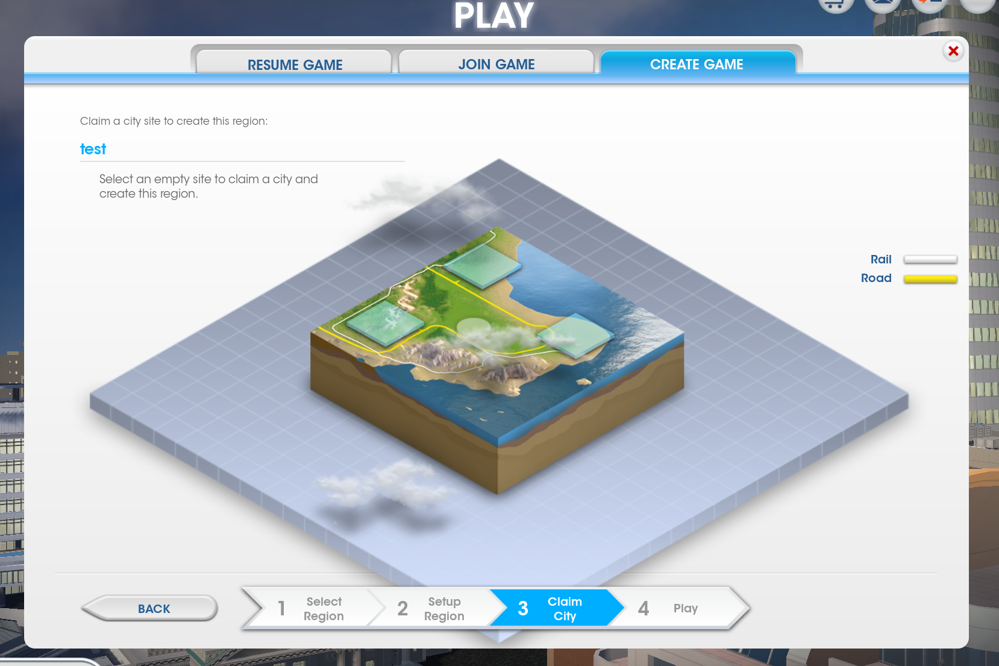 PLAY
RESUME GAME
JOIN GAME
CREATE GAME
Claim a city site to create this region:
test
Select an empty site to claim a city and
create this region.
Rail
Road
BACK
1 Select
Region
2 Setup
Region
3 Claim
City
4 Play